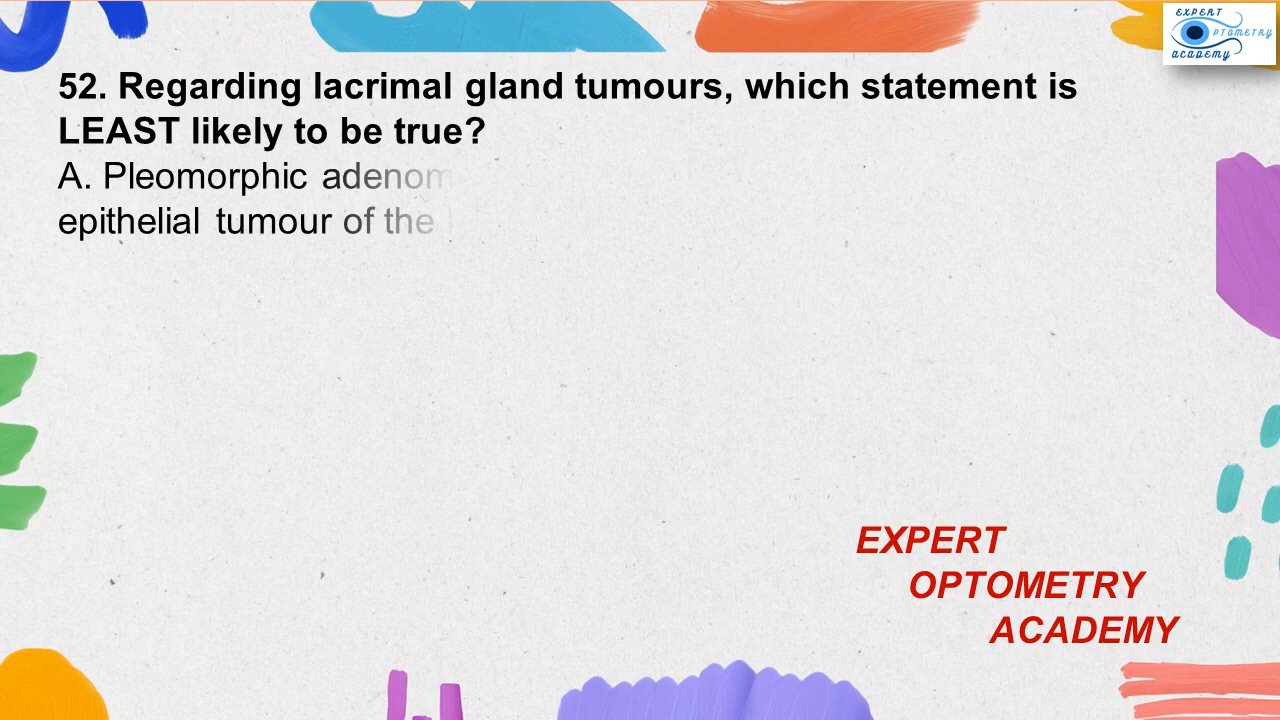 EXPERT
PTOMETRY
academy
52. Regarding lacrimal gland tumours, which statement is
LEAST likely to be true?
A. Pleomorphic adenom
epithelial tumour of the
EXPERT
OPTOMETRY
ACADEMY